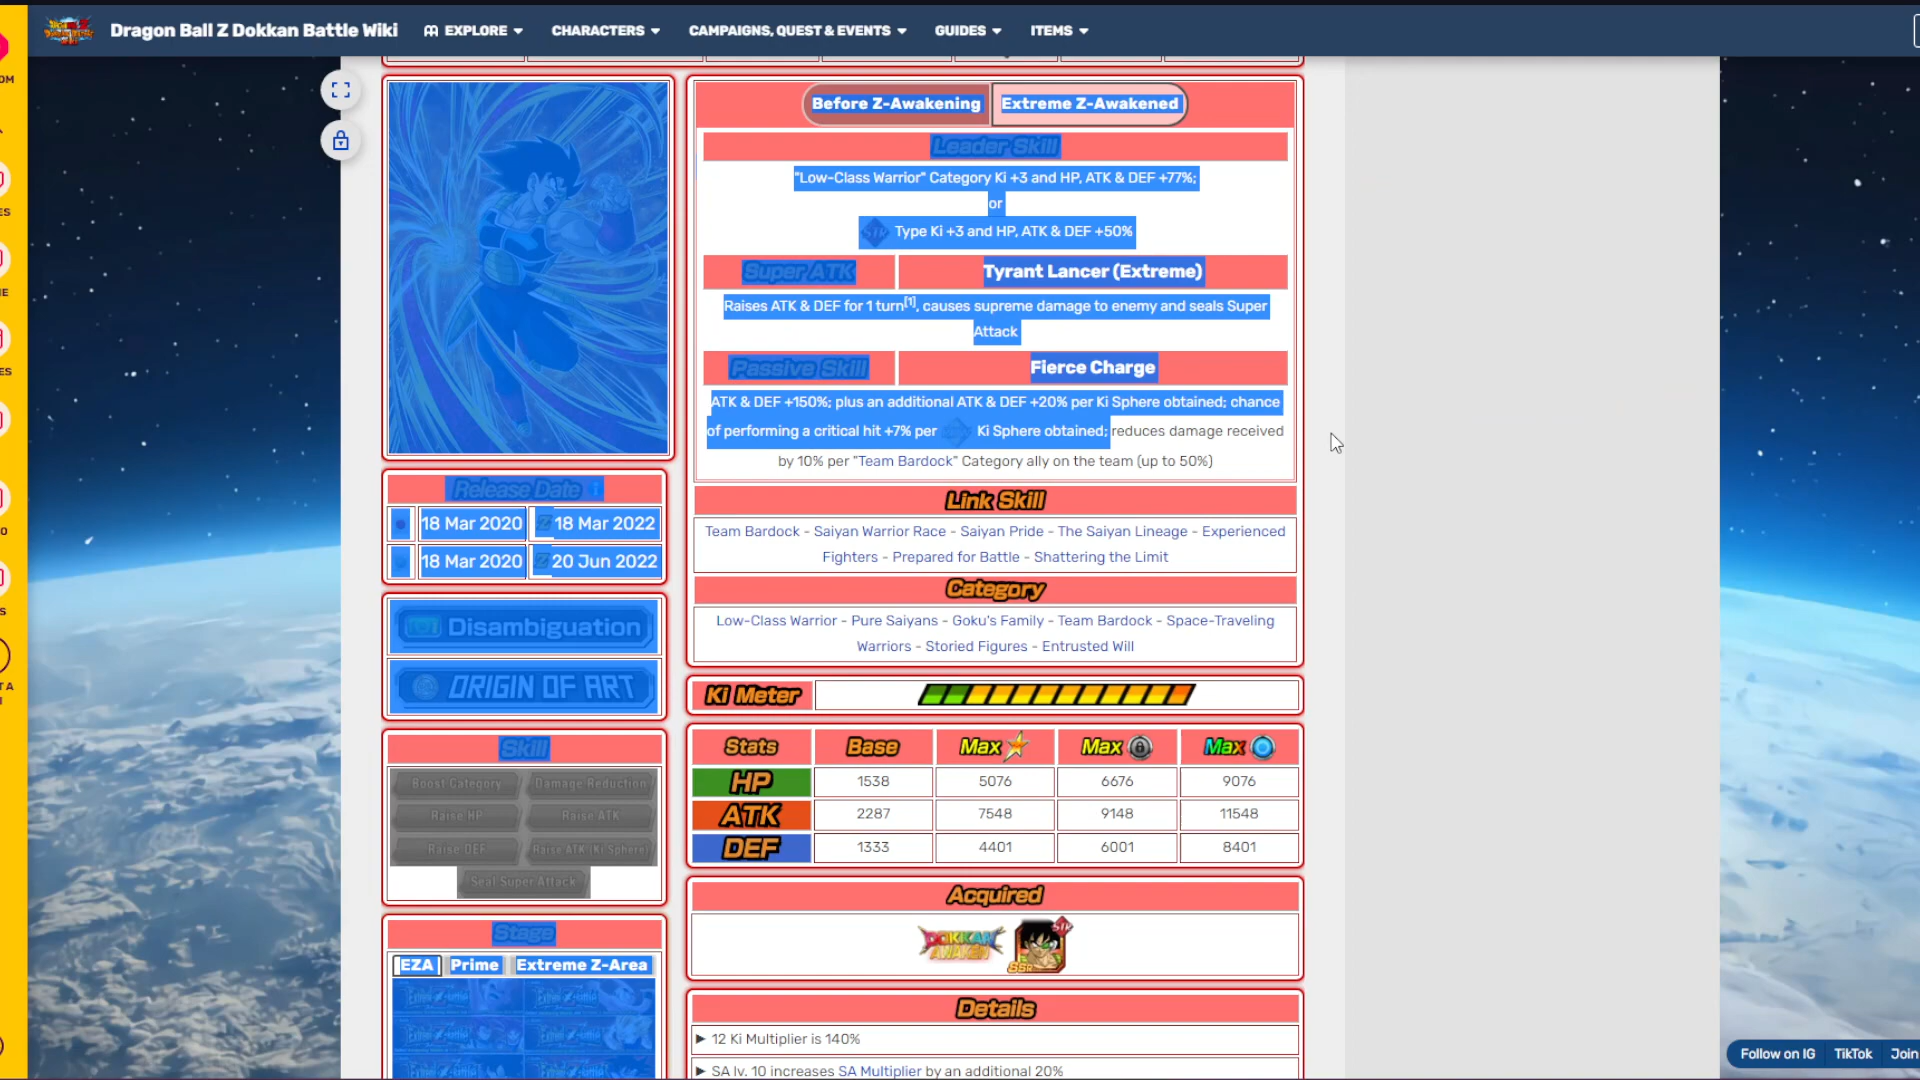 Dragon Ball Z Dokkan Battle Wiki
EXPLORE
CHARACTERS
CAMPAIGNS, QUEST & EVENTS
GUIDES
ITEMS
Before Z-Awakening
Extreme Z-Awakened
Leader Skill
"Low-Class Warrior" Category Ki +3 and HP, ATK & DEF +77%;
or
STR Type Ki +3 and HP, ATK & DEF +50%
Super ATK
Tyrant Lancer (Extreme)
Raises ATK & DEF for 1 turn[1], causes supreme damage to enemy and seals Super
Attack
Passive Skill
Fierce Charge
ATK & DEF +150%; plus an additional ATK & DEF +20% per Ki Sphere obtained; chance
of performing a critical hit +7% per Ki Sphere obtained; reduces damage received
by 10% per "Team Bardock" Category ally on the team (up to 50%)
Link Skill
Team Bardock - Saiyan Warrior Race - Saiyan Pride - The Saiyan Lineage - Experienced
Fighters - Prepared for Battle - Shattering the Limit
Category
Low-Class Warrior - Pure Saiyans - Goku's Family - Team Bardock - Space-Traveling
Warriors - Storied Figures - Entrusted Will
Ki Meter
Stats Base Max Max Max
HP 1538 5076 6676 9076
ATK 2287 7548 9148 11548
DEF 1333 4401 6001 8401
Acquired
DOKKAN AWAKEN
STR
SSR
Details
► 12 Ki Multiplier is 140%
► SA lv. 10 increases SA Multiplier by an additional 20%
Release Date
18 Mar 2020 Z 18 Mar 2022
18 Mar 2020 Z 20 Jun 2022
Disambiguation
ORIGIN OF ART
Skill
Boost Category Damage Reduction
Raise HP Raise ATK
Raise DEF Raise ATK (Ki Sphere)
Seal Super Attack
Stage
EZA Prime Extreme Z-Area
Follow on IG
TikTok
Join